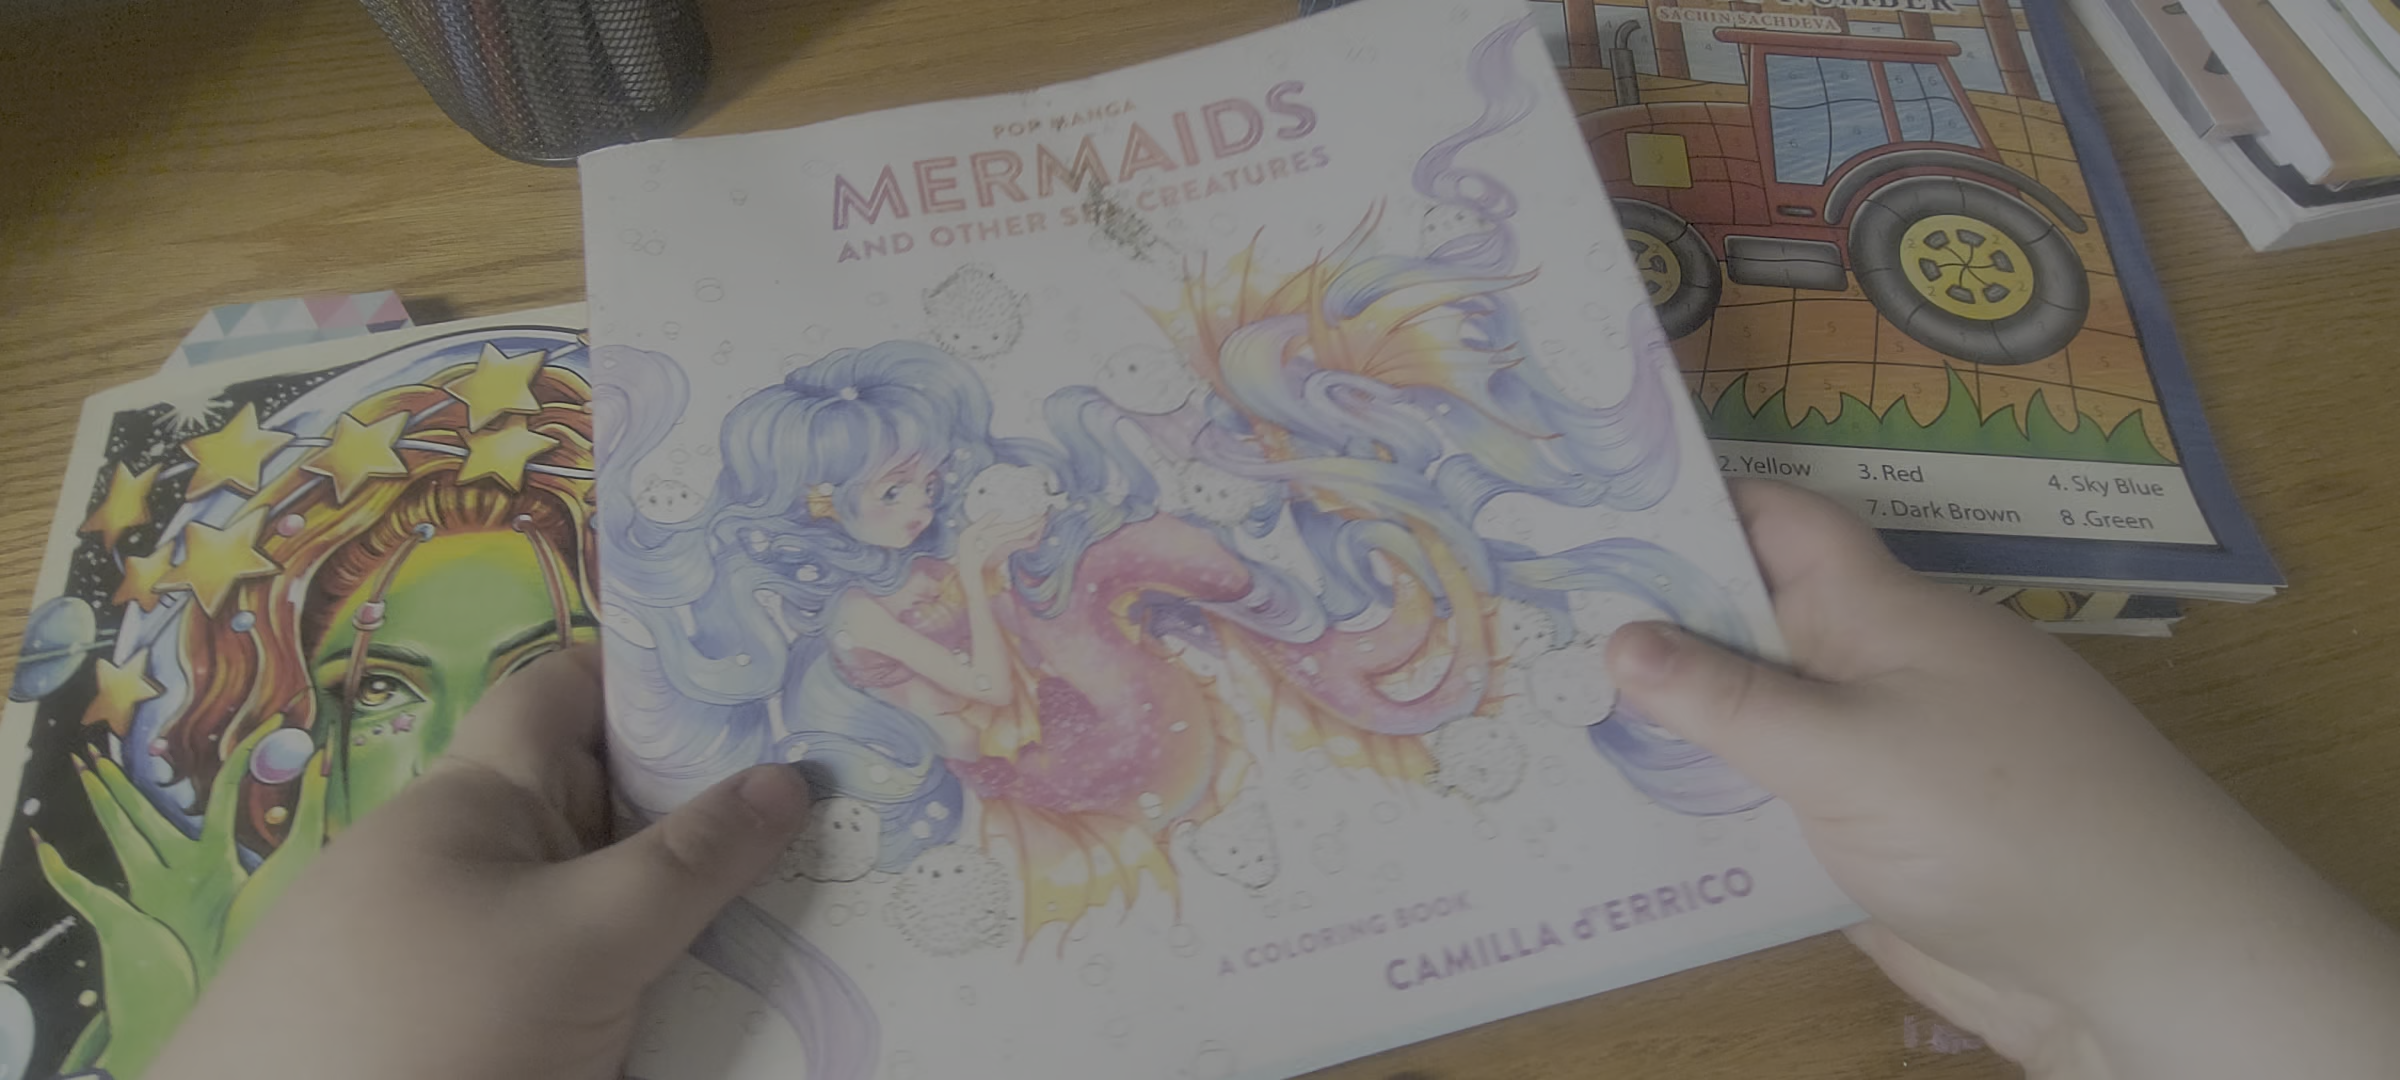 POP MANGA
MERMAIDS
AND OTHER SEA CREATURES
A COLORING BOOK
CAMILLA d'ERRICO
NUMBER
SACHIN SACHDEVA
2. Yellow 3. Red 4. Sky Blue
7. Dark Brown 8 .Green